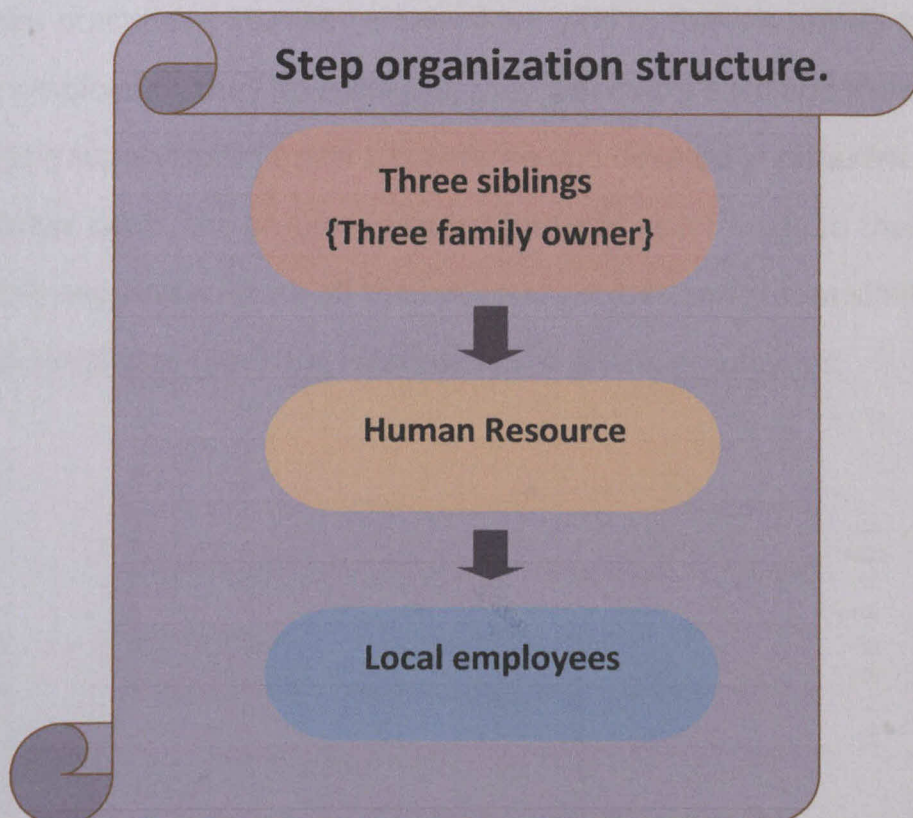 Step organization structure.
Three siblings
{Three family owner}
Human Resource
Local employees